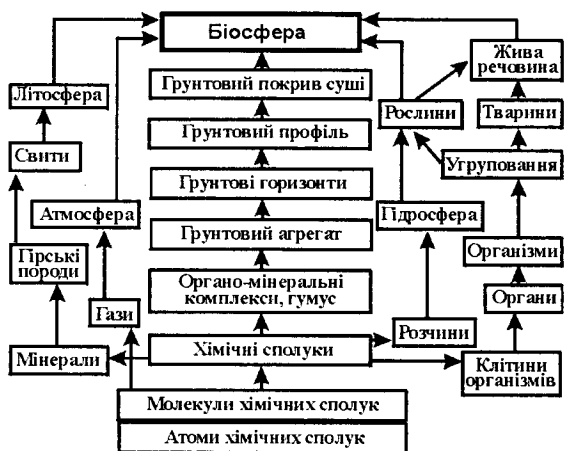 Біосфера
Жива
речовина
Грунтовий покрив суші
Літосфера
Рослини
Тварини
Грунтовий профіль
Свити
Угруповання
Грунтові горизонти
Атмосфера
Гідросфера
Грунтовий агрегат
Гірські
породи
Організми
Органо-мінеральні
комплекси, гумус
Органи
Гази
Розчини
Мінерали
Хімічні сполуки
Клітини
організмів
Молекули хімічних сполук
Атоми хімічних сполук